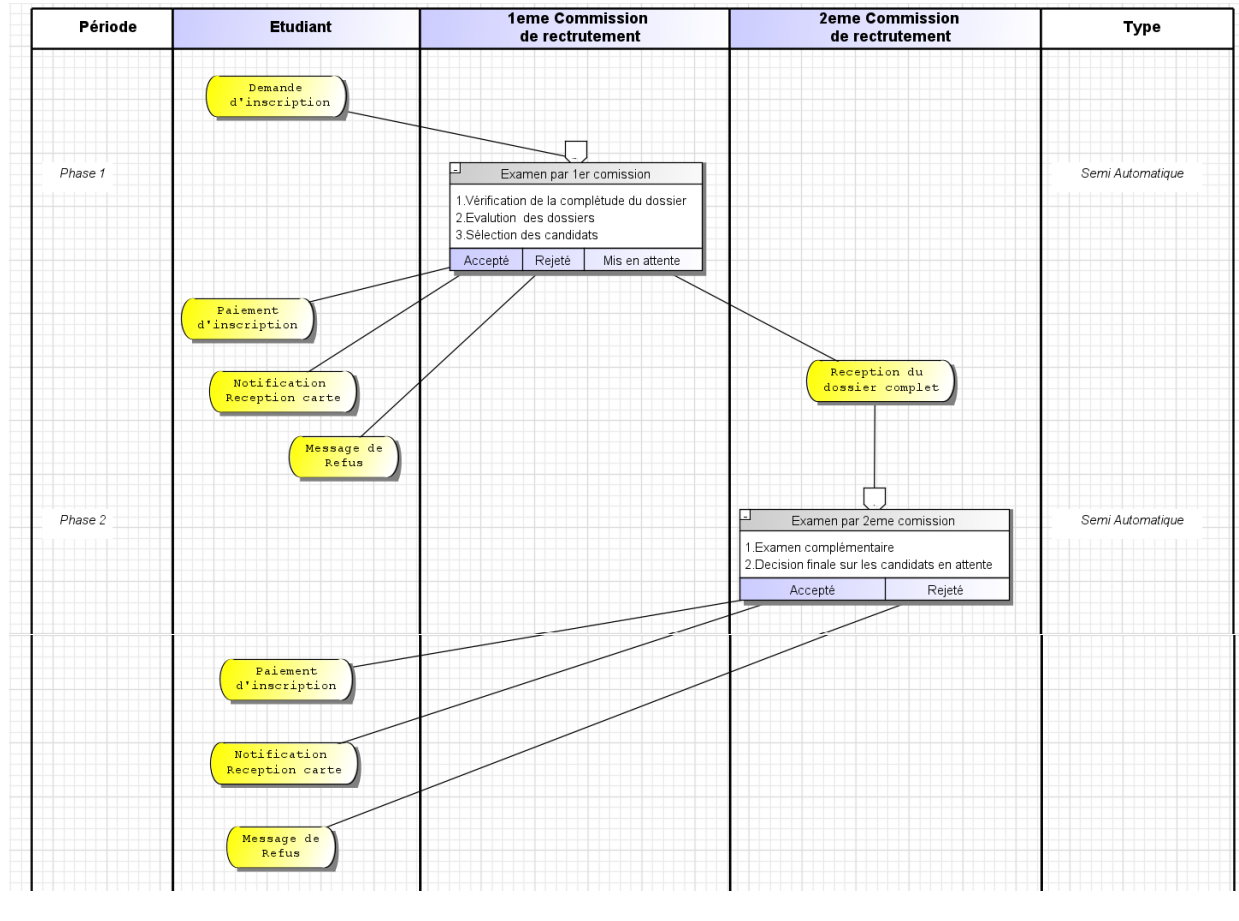 Période
Etudiant
1eme Commission
de rectrutement
2eme Commission
de rectrutement
Type
Demande
d'inscription
Phase 1
Examen par 1er comission
Semi Automatique
1.Vérification de la complétude du dossier
2.Evalution des dossiers
3.Sélection des candidats
Accepté
Rejeté
Mis en attente
Paiement
d'inscription
Notification
Reception carte
Reception du
dossier complet
Message de
Refus
Phase 2
Examen par 2eme comission
Semi Automatique
1.Examen complémentaire
2.Decision finale sur les candidats en attente
Accepté
Rejeté
Paiement
d'inscription
Notification
Reception carte
Message de
Refus